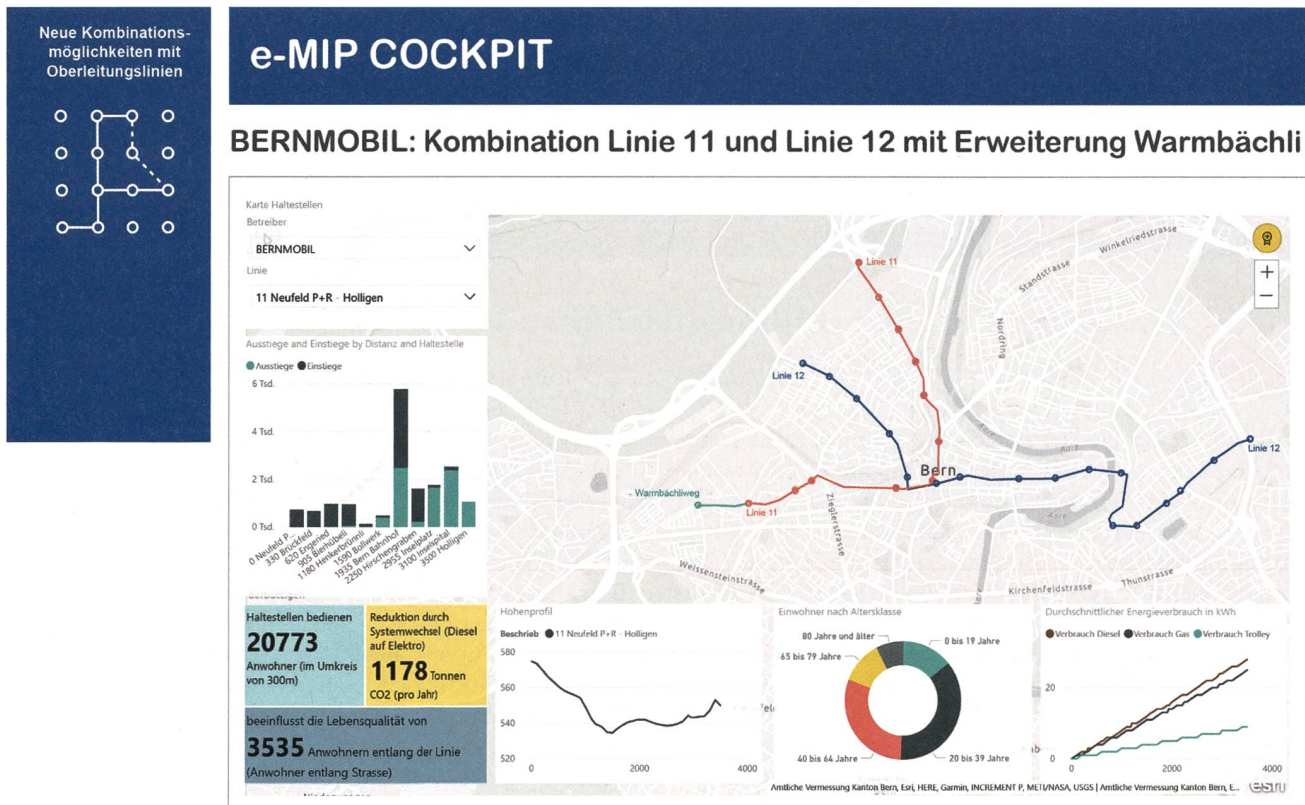 Neue Kombinations-
möglichkeiten mit
Oberleitungslinien
e-MIP COCKPIT
BERNMOBIL: Kombination Linie 11 und Linie 12 mit Erweiterung Warmbächli
Karte Haltestellen
Betreiber
BERNMOBIL
Linie
11 Neufeld P+R - Holligen
Ausstiege and Einstiege by Distanz and Haltestelle
Ausstiege Einstiege
6 Tsd.
4 Tsd.
2 Tsd.
0 Tsd.
0 Neufeld P...
330 Brückfeld
620 Engeried
905 Bierhübeli
1180 Henkerbrünnli
1590 Bollwerk
1935 Bern Bahnhof
2250 Hirschengraben
2955 Inselplatz
3100 Inselspital
3500 Holligen
Linie 11
Linie 12
Bern
Linie 12
Warmbächliweg
Linie 11
Winkelriedstrasse
Standstrasse
Nordring
Aare
Aare
Aare
Zieglerstrasse
Weissensteinstrasse
Kirchenfeldstrasse
Thunstrasse
+
−
Haltestellen bedienen
20773
Anwohner (im Umkreis
von 300m)
Reduktion durch
Systemwechsel (Diesel
auf Elektro)
1178 Tonnen
CO2 (pro Jahr)
beeinflusst die Lebensqualität von
3535 Anwohnern entlang der Linie
(Anwohner entlang Strasse)
Höhenprofil
Beschrieb 11 Neufeld P+R - Holligen
580
560
540
520
0
2000
4000
Einwohner nach Altersklasse
80 Jahre und älter
0 bis 19 Jahre
65 bis 79 Jahre
40 bis 64 Jahre
20 bis 39 Jahre
Durchschnittlicher Energieverbrauch in kWh
Verbrauch Diesel Verbrauch Gas Verbrauch Trolley
20
0
0
2000
4000
Amtliche Vermessung Kanton Bern, Esri, HERE, Garmin, INCREMENT P, METI/NASA, USGS | Amtliche Vermessung Kanton Bern, E...
esri